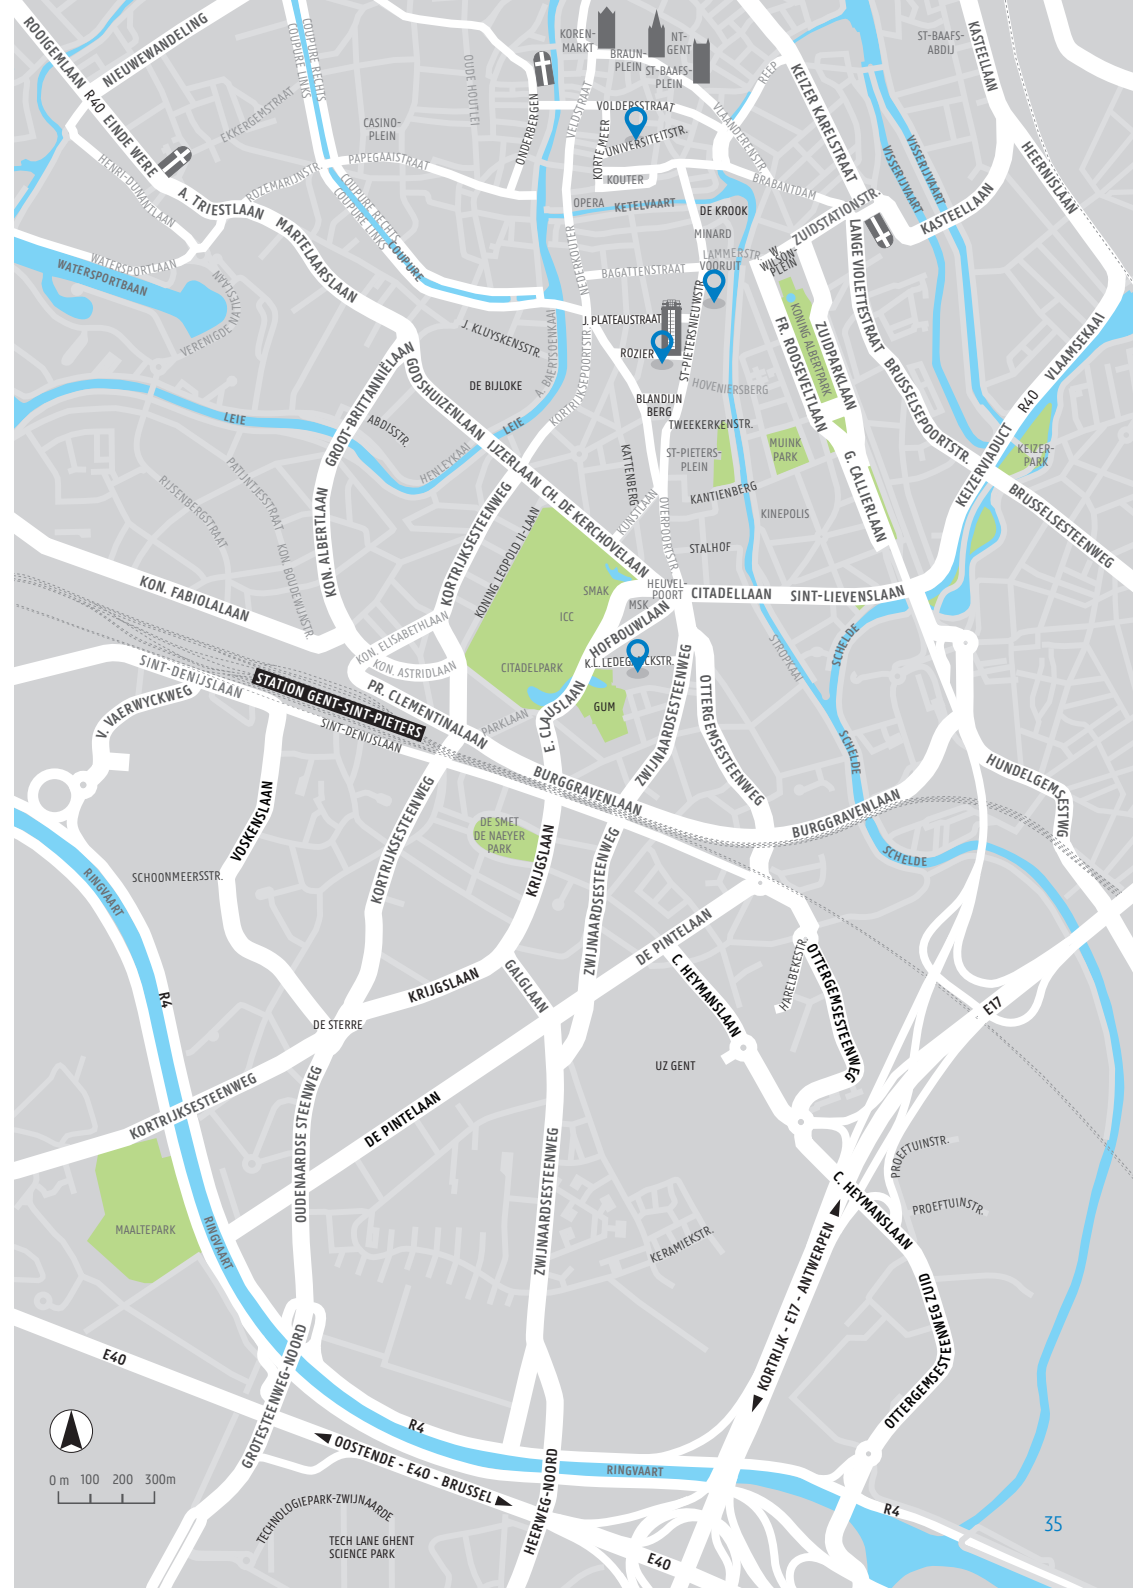 ROOIGEMLAAN R40 EINDE WERE
NIEUWEWANDELING
COUPURE RECHTS
COUPURE LINKS
OUDE HOUTLEI
KOREN-
MARKT
BRAUN-
PLEIN
NT-
GENT
ST-BAAFS-
PLEIN
REEP
KEIZER KARELSTRAAT
ST-BAAFS-
ABDIJ
KASTEELLAAN
HEERNISLAAN
EKKERGEMSTRAAT
CASINO-
PLEIN
ONDERBERGEN
VELDSTRAAT
VOLDERSSTRAAT
KORTE MEER
UNIVERSITEITSTR.
VLAANDERENSTR.
VISSERIJVAART
VISSERIJVAART
HENRI DUNANTLAAN
ROZEMARIJNSTR.
PAPEGAAISTRAAT
KOUTER
BRABANTDAM
A. TRIESTLAAN
COUPURE RECHTS
COUPURE LINKS
COUPURE
OPERA
KETELVAART
DE KROOK
ZUIDSTATIONSTR.
KASTEELLAAN
MARTELAARSLAAN
MINARD
LAMMERSTR.
VOORUIT
W.
WILSON-
PLEIN
LANGE VIOLETTESTRAAT
WATERSPORTLAAN
WATERSPORTBAAN
NEDERKOUTER
BAGATTENSTRAAT
VERENIGDE NATIESLAAN
J. KLUYSKENSSTR.
A. BAERTSOENKAAI
J. PLATEAUSTRAAT
ST-PIETERSNIEUWSTR.
ROZIER
KONING ALBERTPARK
FR. ROOSEVELTLAAN
ZUIDPARKLAAN
VLAAMSEKAAI
R40
KEIZERVIADUCT
DE BIJLOKE
KORTRIJKSEPOORTSTR.
HOVENIERSBERG
BLANDIJN
BERG
BRUSSELSEPOORTSTR.
GODSHUIZENLAAN
GROOT-BRITTANNIËLAAN
LEIE
ABDISSTR.
LEIE
HENLEYKAAI
IJZERLAAN
KATTENBERG
TWEEKERKENSTR.
ST-PIETERS-
PLEIN
MUINK
PARK
KEIZER-
PARK
G. CALLIERLAAN
KANTIENBERG
KINEPOLIS
STALHOF
BRUSSELSESTEENWEG
PATIJNTJESSTRAAT
RIJSENBERGSTRAAT
KON. BOUDEWIJNSTR.
KON. ALBERTLAAN
KORTRIJKSESTEENWEG
KONING LEOPOLD II-LAAN
CH. DE KERCHOVELAAN
KUNSTLAAN
OVERPOORTSTR.
KON. FABIOLALAAN
SMAK
MSK
ICC
HEUVEL-
POORT
CITADELLAAN
SINT-LIEVENSLAAN
HOFBOUWLAAN
KON. ELISABETHLAAN
KON. ASTRIDLAAN
CITADELPARK
K.L. LEDEGANCKSTR.
STROPKAAI
SCHELDE
SINT-DENIJSLAAN
V. VAERWYCKWEG
STATION GENT-SINT-PIETERS
PR. CLEMENTINALAAN
SINT-DENIJSLAAN
PARKLAAN
E. CLAUSLAAN
GUM
ZWIJNAARDSESTEENWEG
OTTERGEMSESTEENWEG
SCHELDE
HUNDELGEMSESTWG
BURGGRAVENLAAN
BURGGRAVENLAAN
SCHELDE
VOSKENSLAAN
KORTRIJKSESTEENWEG
DE SMET
DE NAEYER
PARK
KRIJGSLAAN
ZWIJNAARDSESTEENWEG
SCHOONMEERSSTR.
RINGVAART
DE PINTELAAN
HARELBEKESTR.
OTTERGEMSESTEENWEG
C. HEYMANSLAAN
R4
KRIJGSLAAN
GALGLAAN
E17
DE STERRE
UZ GENT
KORTRIJKSESTEENWEG
OUDENAARDSE STEENWEG
DE PINTELAAN
ZWIJNAARDSESTEENWEG
PROEFTUINSTR.
PROEFTUINSTR.
C. HEYMANSLAAN
MAALTEPARK
RINGVAART
KERAMIEKSTR.
KORTRIJK - E17 - ANTWERPEN
OTTERGEMSESTEENWEG ZUID
E40
GROTESTEENWEG-NOORD
R4
OOSTENDE - E40 - BRUSSEL
HEERWEG-NOORD
RINGVAART
R4
0 m 100 200 300m
TECHNOLOGIEPARK-ZWIJNAARDE
TECH LANE GHENT
SCIENCE PARK
E40
35